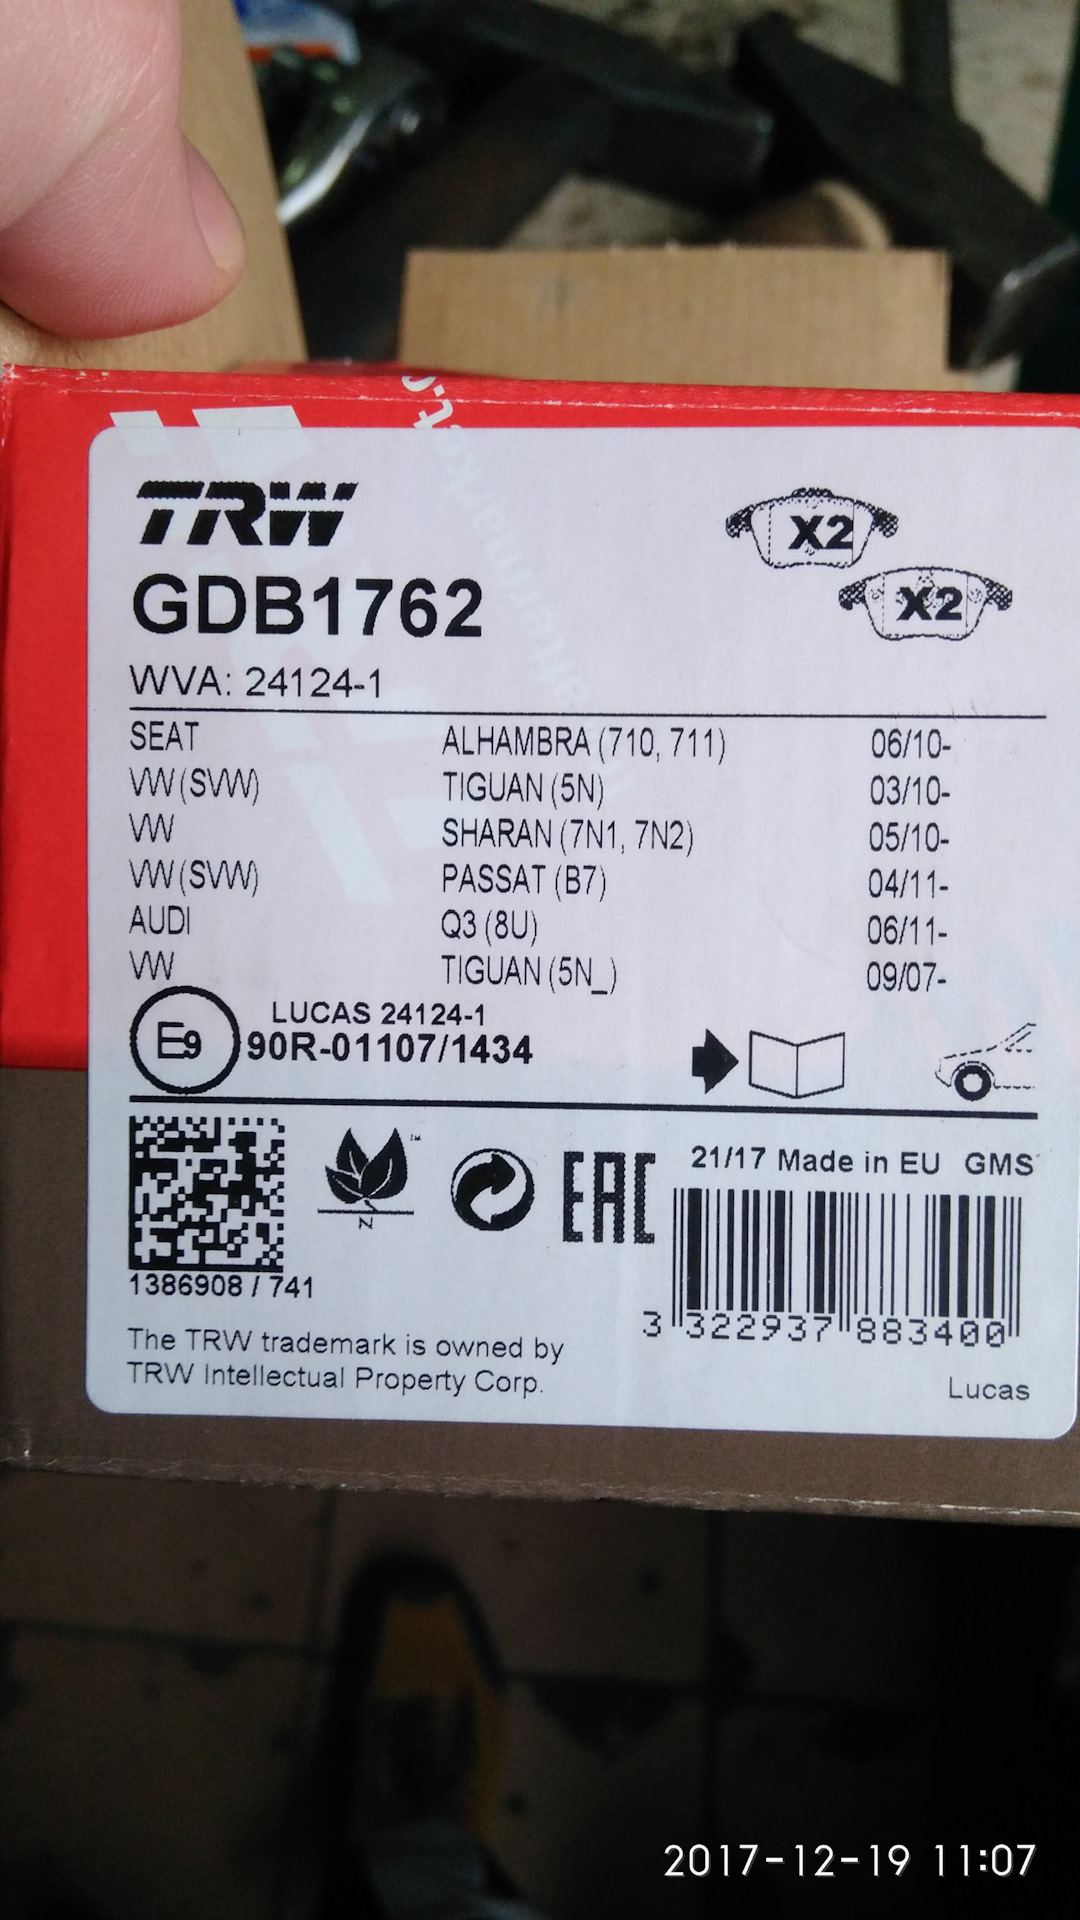 TRW
X2
X2
GDB1762
WVA: 24124-1
SEAT ALHAMBRA (710, 711) 06/10-
VW (SVW) TIGUAN (5N) 03/10-
VW SHARAN (7N1, 7N2) 05/10-
VW (SVW) PASSAT (B7) 04/11-
AUDI Q3 (8U) 06/11-
VW TIGUAN (5N_) 09/07-
LUCAS 24124-1
E9 90R-01107/1434
21/17 Made in EU GMS
™
N
EAC
1386908 / 741
3 322937 883400
The TRW trademark is owned by
TRW Intellectual Property Corp.
Lucas
2017-12-19 11:07